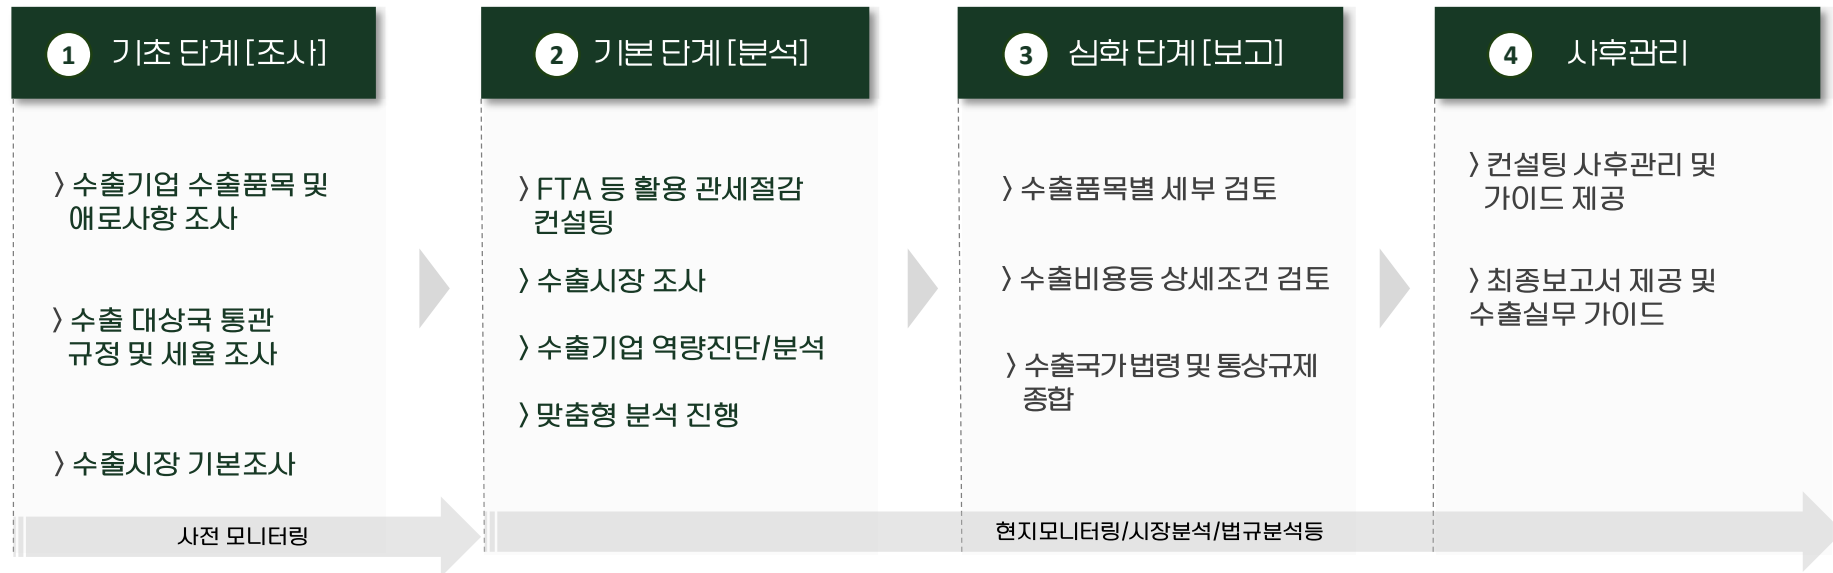 1 기초 단계 [조사]
〉수출기업 수출품목 및
애로사항 조사
〉수출 대상국 통관
규정 및 세율 조사
〉수출시장 기본조사
2 기본 단계 [분석]
〉FTA 등 활용 관세절감
컨설팅
〉수출시장 조사
〉수출기업 역량진단/분석
〉맞춤형 분석 진행
3 심화 단계 [보고]
〉수출품목별 세부 검토
〉수출비용등 상세조건 검토
〉수출국가 법령 및 통상규제
종합
4 사후관리
〉컨설팅 사후관리 및
가이드 제공
〉최종보고서 제공 및
수출실무 가이드
사전 모니터링
현지모니터링/시장분석/법규분석등